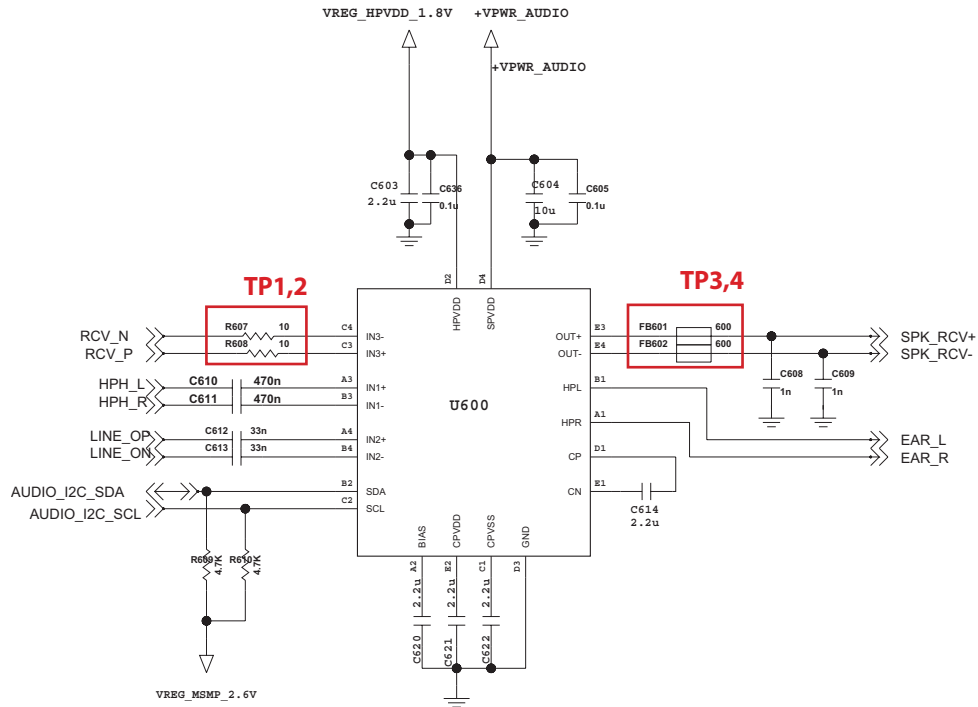 VREG_HPVDD_1.8V +VPWR_AUDIO
+VPWR_AUDIO
C603 C636 C604 C605
2.2u 0.1u 10u 0.1u
D2 D4
TP1,2 TP3,4
HPVDD SPVDD
RCV_N R607 10 C4 IN3- OUT+ E3 FB601 600 SPK_RCV+
RCV_P R608 10 C3 IN3+ OUT- E4 FB602 600 SPK_RCV-
C608 C609
1n 1n
HPH_L C610 470n A3 IN1+ HPL B1
HPH_R C611 470n B3 IN1-
U600
HPR A1
LINE_OP C612 33n A4 IN2+ EAR_L
LINE_ON C613 33n B4 IN2- CP D1 EAR_R
AUDIO_I2C_SDA B2 SDA CN E1
AUDIO_I2C_SCL C2 SCL
C614
2.2u
BIAS CPVDD CPVSS GND
R609 4.7K R610 4.7K
A2 E2 C1 D3
2.2u 2.2u 2.2u
C620 C621 C622
VREG_MSMP_2.6V